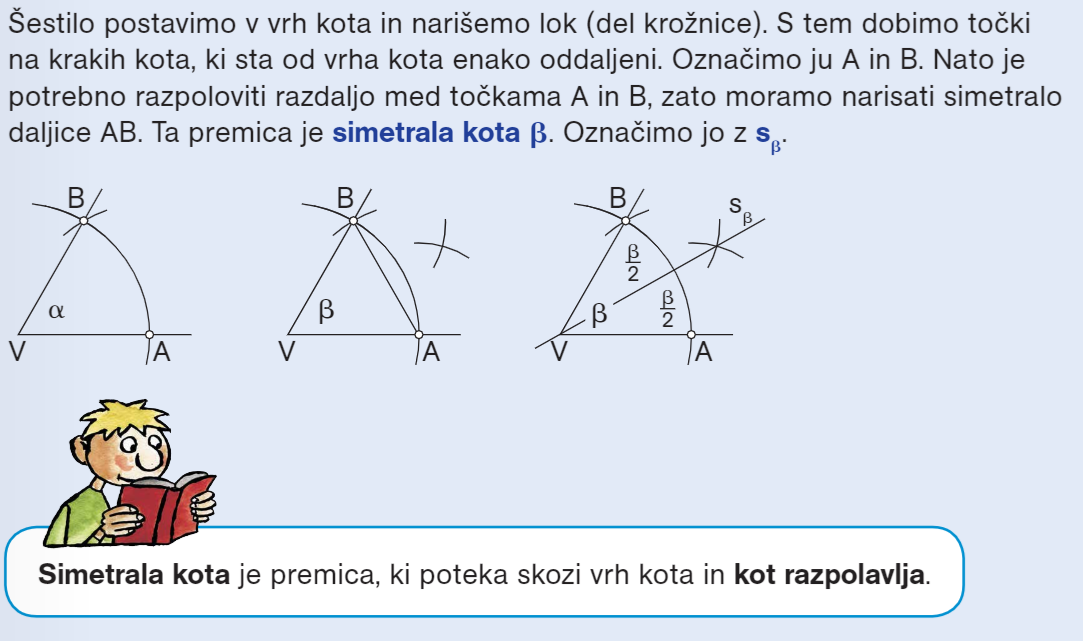 Šestilo postavimo v vrh kota in narišemo lok (del krožnice). S tem dobimo točki
na krakih kota, ki sta od vrha kota enako oddaljeni. Označimo ju A in B. Nato je
potrebno razpoloviti razdaljo med točkama A in B, zato moramo narisati simetralo
daljice AB. Ta premica je simetrala kota β. Označimo jo z sᵦ.
B
α
V
A
B
β
V
A
B
sᵦ
β/2
β
β/2
V
A
Simetrala kota je premica, ki poteka skozi vrh kota in kot razpolavlja.